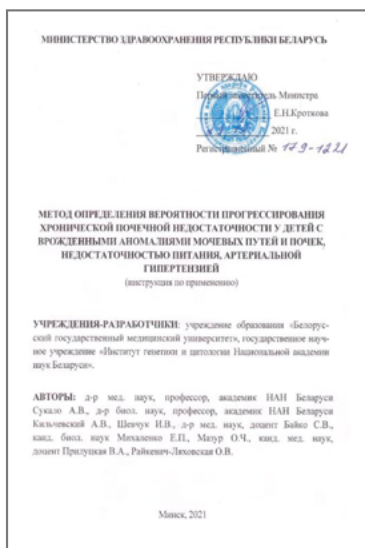 МИНИСТЕРСТВО ЗДРАВООХРАНЕНИЯ РЕСПУБЛИКИ БЕЛАРУСЬ
УТВЕРЖДАЮ
Первый заместитель Министра
Е.Н.Кроткова
2021 г.
Регистрационный № 179-1221
МЕТОД ОПРЕДЕЛЕНИЯ ВЕРОЯТНОСТИ ПРОГРЕССИРОВАНИЯ
ХРОНИЧЕСКОЙ ПОЧЕЧНОЙ НЕДОСТАТОЧНОСТИ У ДЕТЕЙ С
ВРОЖДЕННЫМИ АНОМАЛИЯМИ МОЧЕВЫХ ПУТЕЙ И ПОЧЕК,
НЕДОСТАТОЧНОСТЬЮ ПИТАНИЯ, АРТЕРИАЛЬНОЙ
ГИПЕРТЕНЗИЕЙ
(инструкция по применению)
УЧРЕЖДЕНИЯ-РАЗРАБОТЧИКИ: учреждение образования «Белорус-
ский государственный медицинский университет», государственное науч-
ное учреждение «Институт генетики и цитологии Национальной академии
наук Беларуси».
АВТОРЫ: д-р мед. наук, профессор, академик НАН Беларуси
Сукало А.В., д-р биол. наук, профессор, академик НАН Беларуси
Кильчевский А.В., Шевчук И.В., д-р мед. наук, доцент Байко С.В.,
канд. биол. наук Михаленко Е.П., Мазур О.Ч., канд. мед. наук,
доцент Прилуцкая В.А., Райкевич-Ляховская О.В.
Минск, 2021